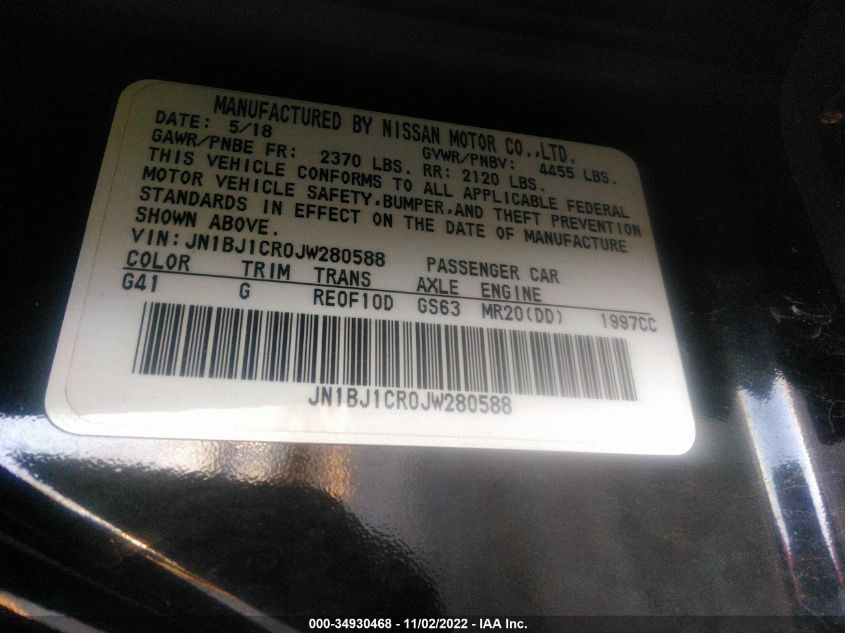 MANUFACTURED BY NISSAN MOTOR CO.,LTD.
DATE: 5/18 GVWR/PNBV: 4455 LBS.
GAWR/PNBE FR: 2370 LBS. RR: 2120 LBS.
THIS VEHICLE CONFORMS TO ALL APPLICABLE FEDERAL
MOTOR VEHICLE SAFETY,BUMPER,AND THEFT PREVENTION
STANDARDS IN EFFECT ON THE DATE OF MANUFACTURE
SHOWN ABOVE.
VIN:JN1BJ1CR0JW280588 PASSENGER CAR
COLOR TRIM TRANS AXLE ENGINE
G41 G RE0F10D GS63 MR20(DD) 1997CC
JN1BJ1CR0JW280588
000-34930468 - 11/02/2022 - IAA Inc.